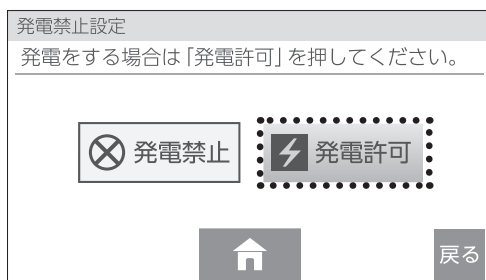 発電禁止設定
発電をする場合は「発電許可」を押してください。
発電禁止
発電許可
戻る